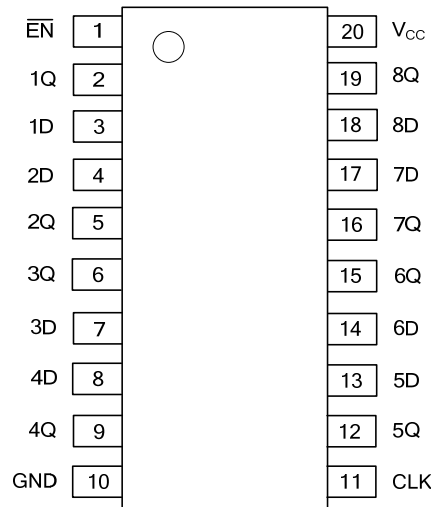 E̅N̅ 1 20 VCC
1Q 2 19 8Q
1D 3 18 8D
2D 4 17 7D
2Q 5 16 7Q
3Q 6 15 6Q
3D 7 14 6D
4D 8 13 5D
4Q 9 12 5Q
GND 10 11 CLK